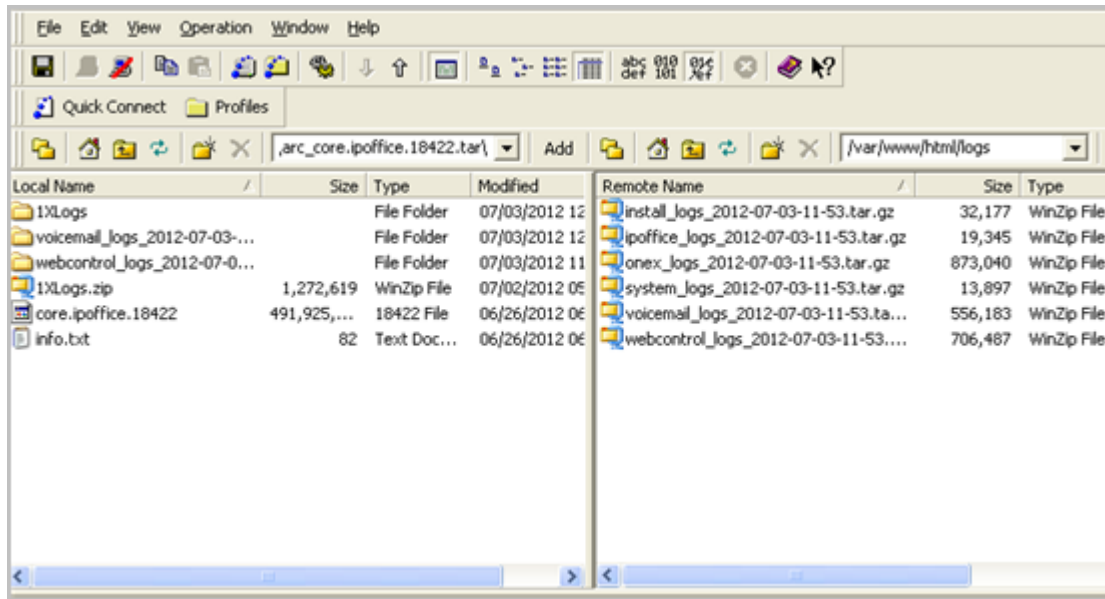 File Edit View Operation Window Help
abc def 010 101
Quick Connect Profiles
,arc_core.ipoffice.18422.tar\ Add /var/www/html/logs
Local Name / Size Type Modified Remote Name / Size Type
1XLogs File Folder 07/03/2012 12 install_logs_2012-07-03-11-53.tar.gz 32,177 WinZip File
voicemail_logs_2012-07-03-... File Folder 07/03/2012 12 ipoffice_logs_2012-07-03-11-53.tar.gz 19,345 WinZip File
webcontrol_logs_2012-07-0... File Folder 07/03/2012 11 onex_logs_2012-07-03-11-53.tar.gz 873,040 WinZip File
1XLogs.zip 1,272,619 WinZip File 07/02/2012 05 system_logs_2012-07-03-11-53.tar.gz 13,897 WinZip File
core.ipoffice.18422 491,925,... 18422 File 06/26/2012 06 voicemail_logs_2012-07-03-11-53.ta... 556,183 WinZip File
info.txt 82 Text Doc... 06/26/2012 06 webcontrol_logs_2012-07-03-11-53.... 706,487 WinZip File